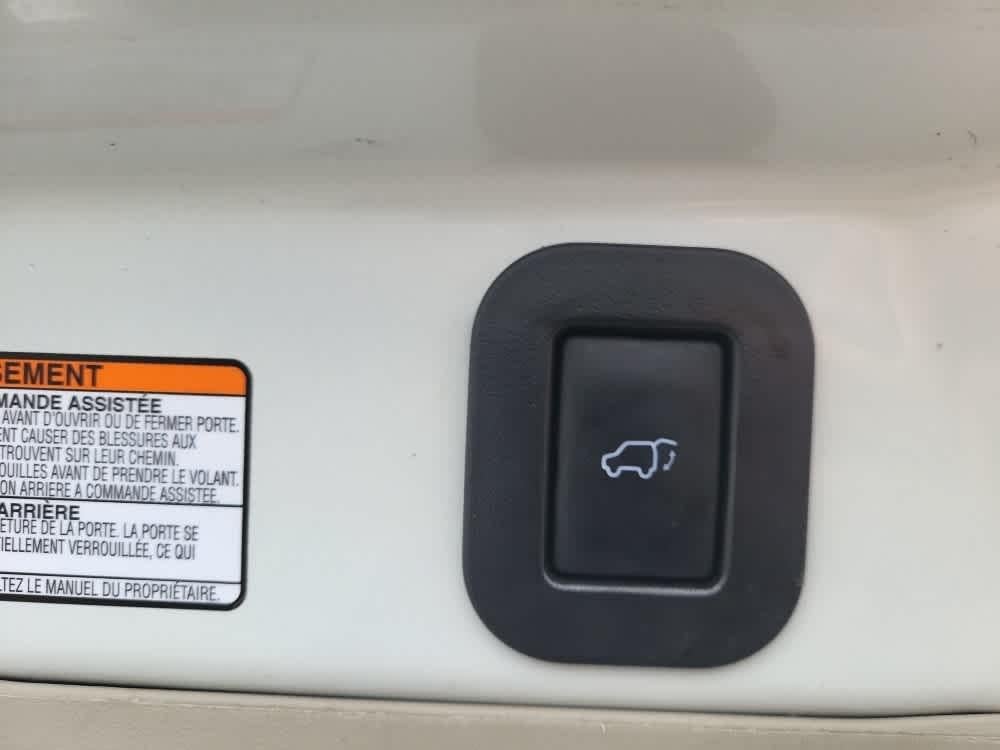 SEMENT
MANDE ASSISTÉE
AVANT D'OUVRIR OU DE FERMER PORTE.
ENT CAUSER DES BLESSURES AUX
TROUVENT SUR LEUR CHEMIN.
OUILLES AVANT DE PRENDRE LE VOLANT.
ON ARRIERE A COMMANDE ASSISTEE.
ARRIÈRE
ETURE DE LA PORTE. LA PORTE SE
TIELLEMENT VERROUILLÉE, CE QUI
LTEZ LE MANUEL DU PROPRIÉTAIRE.